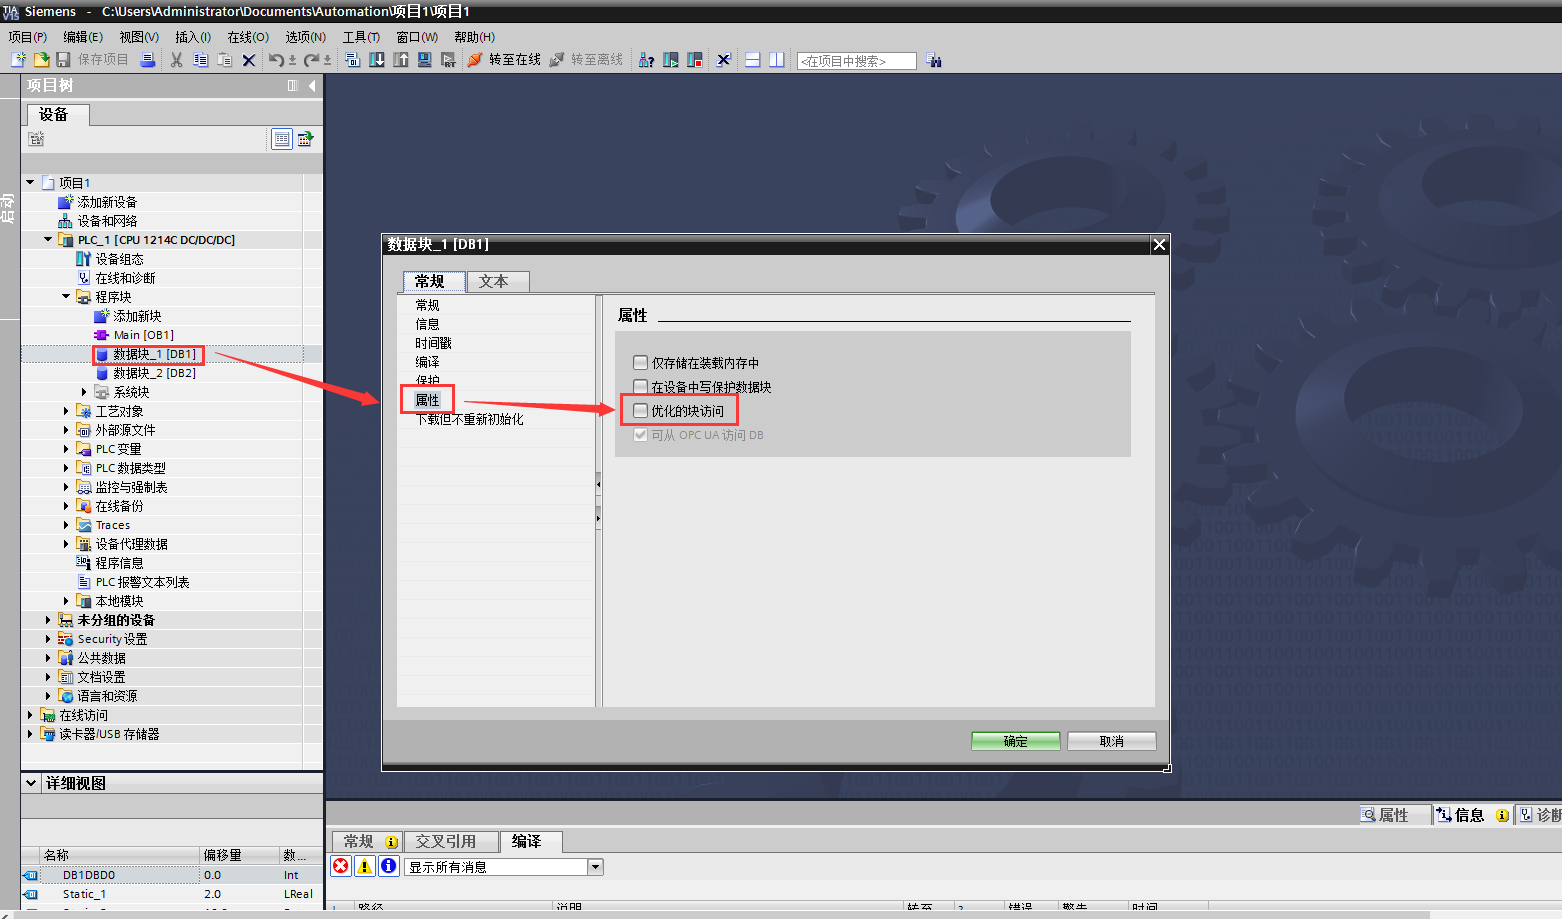 Siemens - C:\Users\Administrator\Documents\Automation\项目1\项目1
项目(P) 编辑(E) 视图(V) 插入(I) 在线(O) 选项(N) 工具(T) 窗口(W) 帮助(H)
保存项目 转至在线 转至离线 <在项目中搜索>
项目树
设备
启动
项目1
添加新设备
设备和网络
PLC_1 [CPU 1214C DC/DC/DC]
设备组态
在线和诊断
程序块
添加新块
Main [OB1]
数据块_1 [DB1]
数据块_2 [DB2]
系统块
工艺对象
外部源文件
PLC 变量
PLC 数据类型
监控与强制表
在线备份
Traces
设备代理数据
程序信息
PLC 报警文本列表
本地模块
未分组的设备
Security 设置
公共数据
文档设置
语言和资源
在线访问
读卡器/USB 存储器
详细视图
名称 偏移量 数...
DB1DBD0 0.0 Int
Static_1 2.0 LReal
数据块_1 [DB1]
常规 文本
常规
信息
时间戳
编译
保护
属性
下载但不重新初始化
属性
仅存储在装载内存中
在设备中写保护数据块
优化的块访问
可从 OPC UA 访问 DB
确定 取消
属性 信息 诊断
常规 交叉引用 编译
显示所有消息
路径 说明 转至 ? 错误 警告 时间